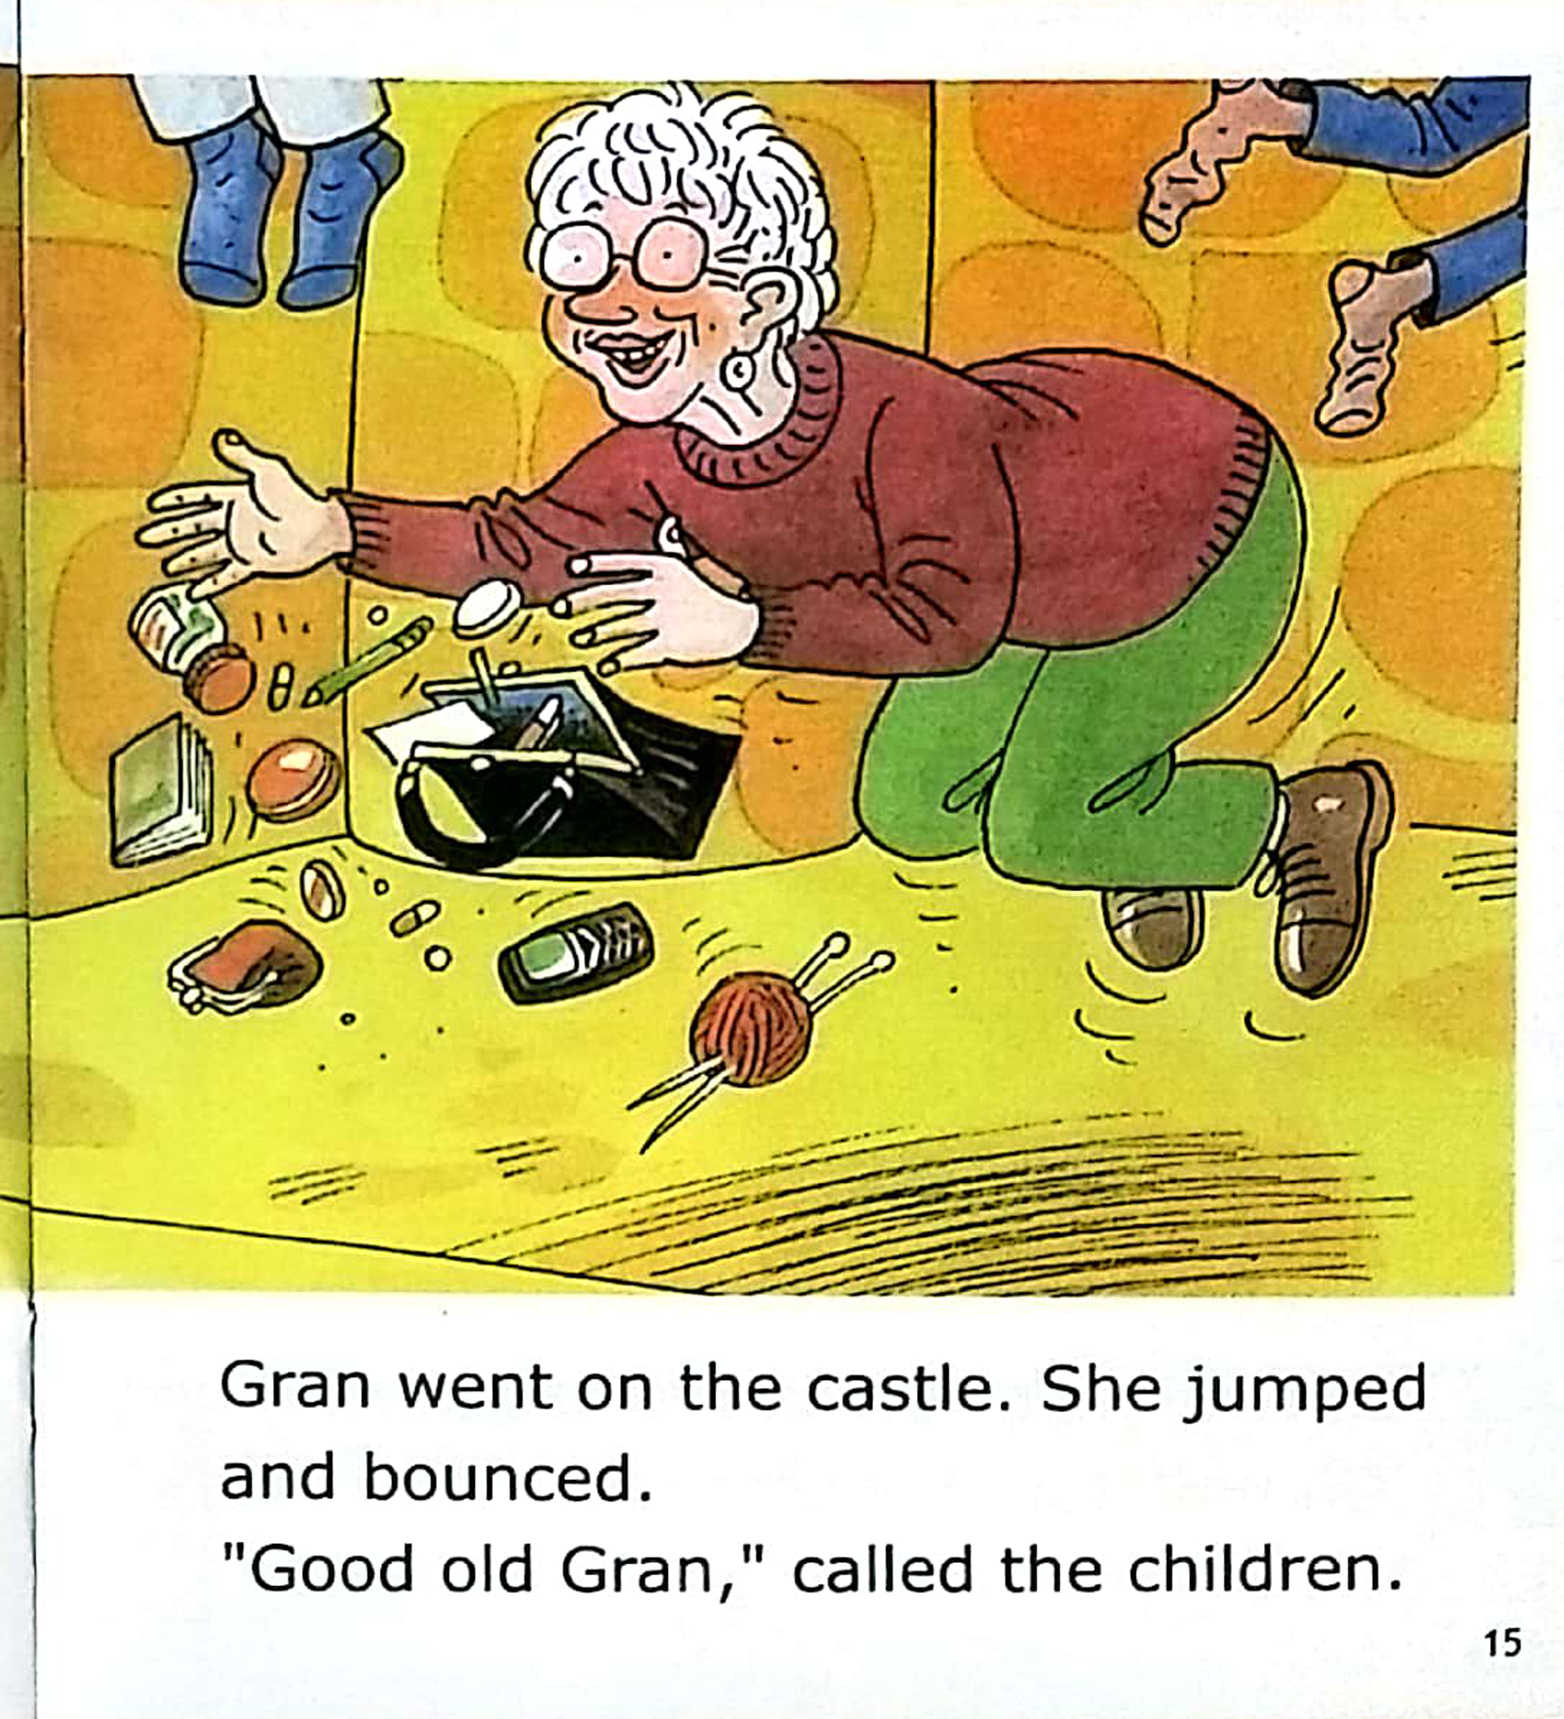 Gran went on the castle. She jumped
and bounced.
"Good old Gran," called the children.
15